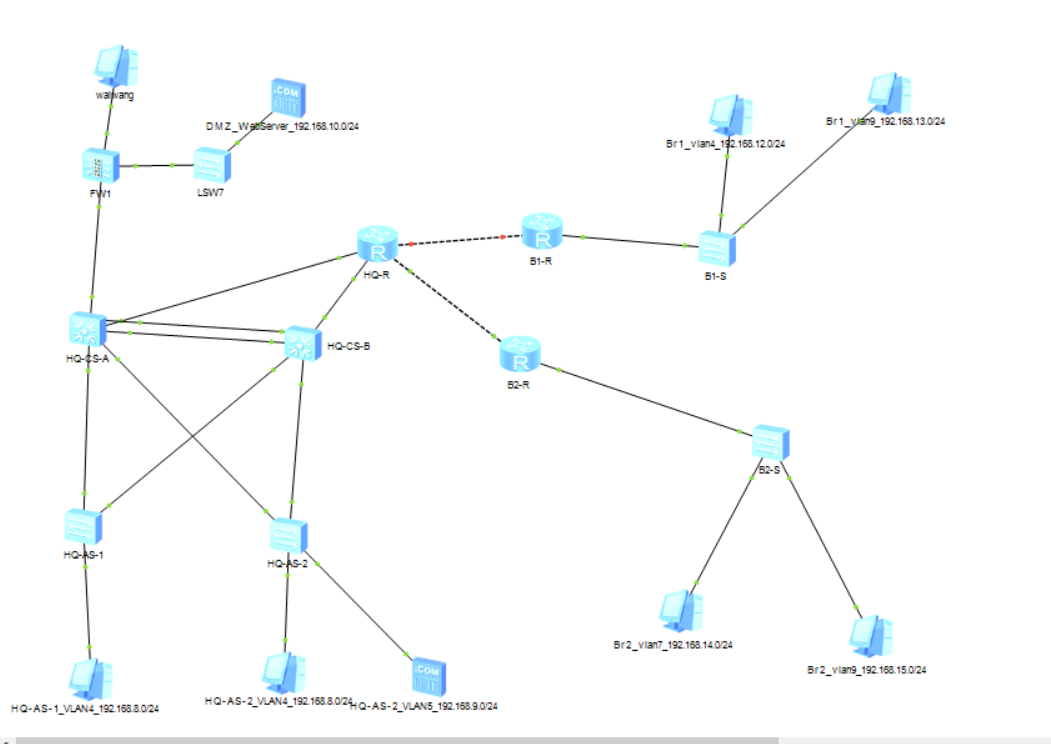 waiwang
.COM
DMZ_WebServer_192.168.10.0/24
Br1_vlan4_192.168.12.0/24
Br1_vlan9_192.168.13.0/24
FW1
LSW7
R
HQ-R
R
B1-R
B1-S
HQ-CS-A
HQ-CS-B
R
B2-R
B2-S
HQ-AS-1
HQ-AS-2
Br2_vlan7_192.168.14.0/24
Br2_vlan9_192.168.15.0/24
.COM
HQ-AS-1_VLAN4_192.168.8.0/24
HQ-AS-2_VLAN4_192.168.8.0/24
HQ-AS-2_VLAN5_192.168.9.0/24